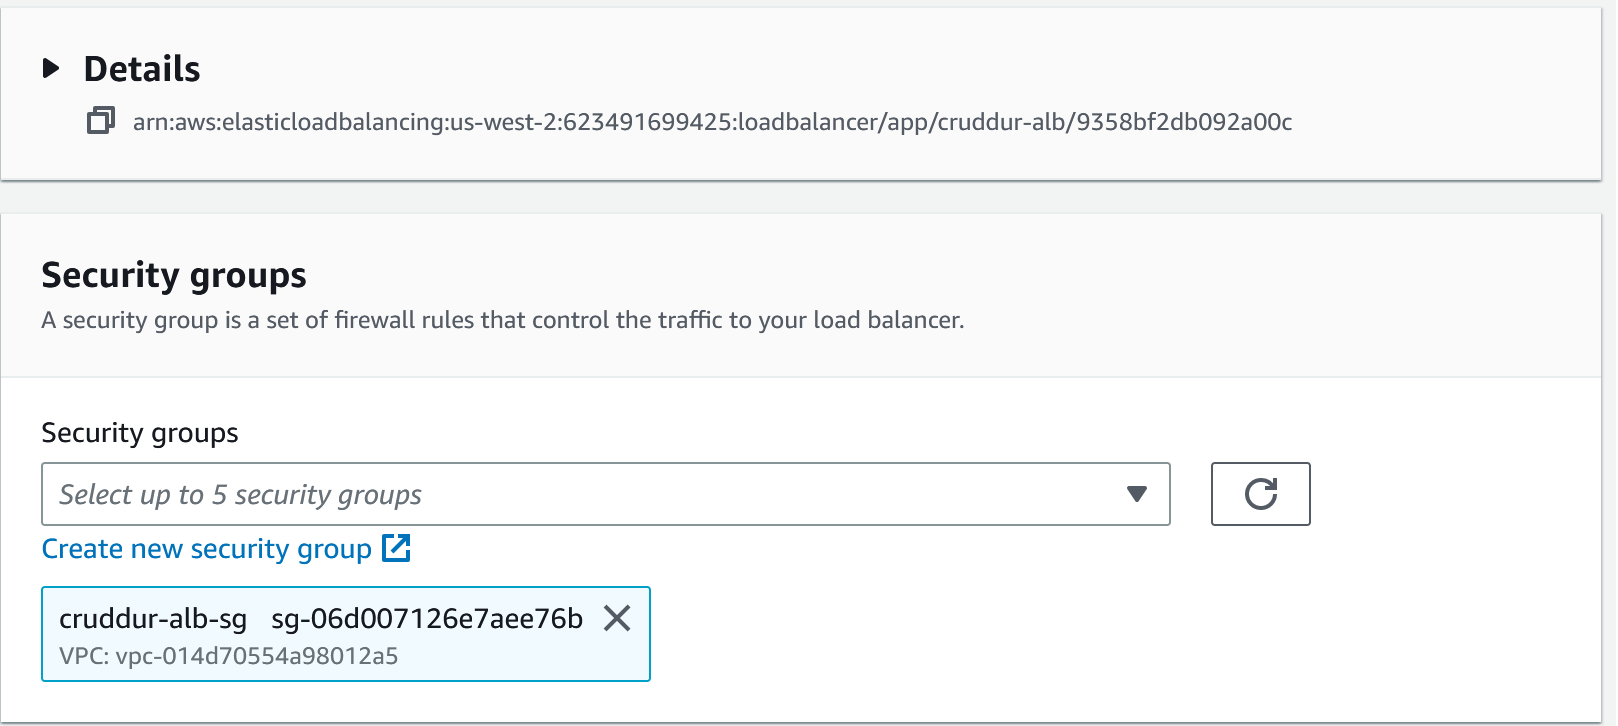 Details
arn:aws:elasticloadbalancing:us-west-2:623491699425:loadbalancer/app/cruddur-alb/9358bf2db092a00c
Security groups
A security group is a set of firewall rules that control the traffic to your load balancer.
Security groups
Select up to 5 security groups
Create new security group
cruddur-alb-sg sg-06d007126e7aee76b
VPC: vpc-014d70554a98012a5